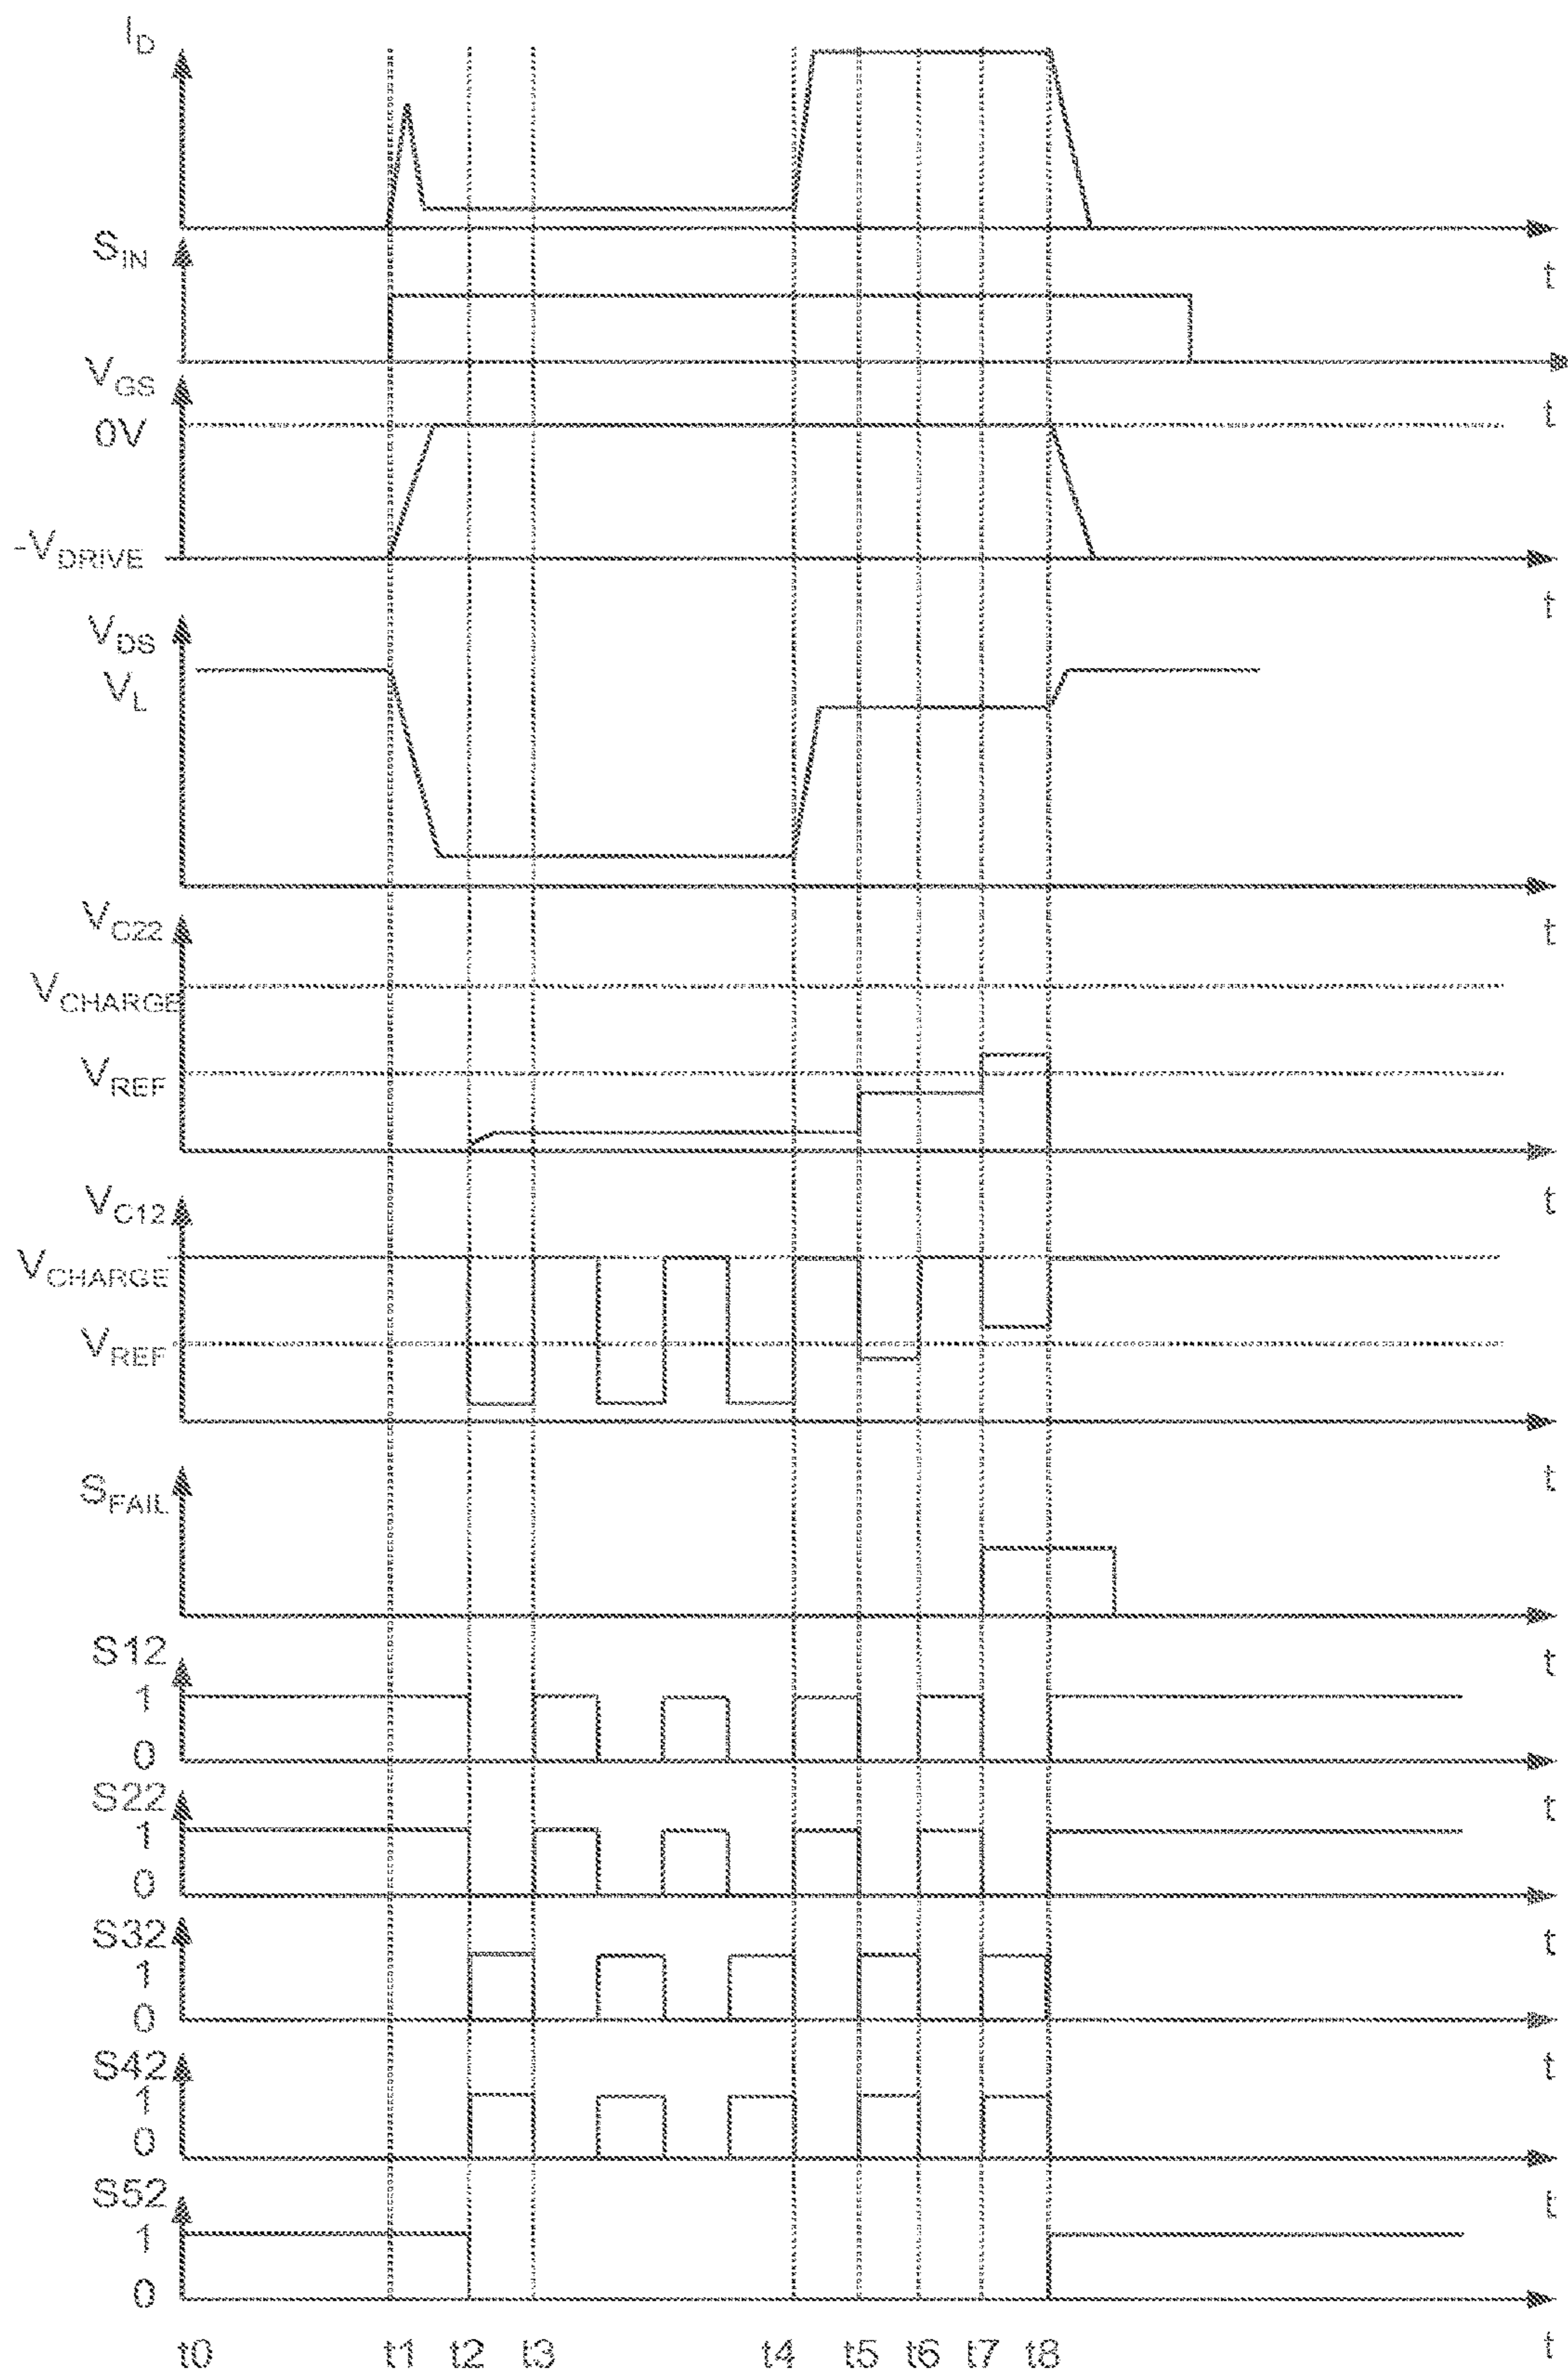 I_D
t
S_IN
t
V_GS
0V
-V_DRIVE
t
V_DS
V_L
t
V_C22
V_CHARGE
V_REF
t
V_C12
V_CHARGE
V_REF
t
S_FAIL
t
S12
1
0
t
S22
1
0
t
S32
1
0
t
S42
1
0
t
S52
1
0
t0 t1 t2 t3 t4 t5 t6 t7 t8 t